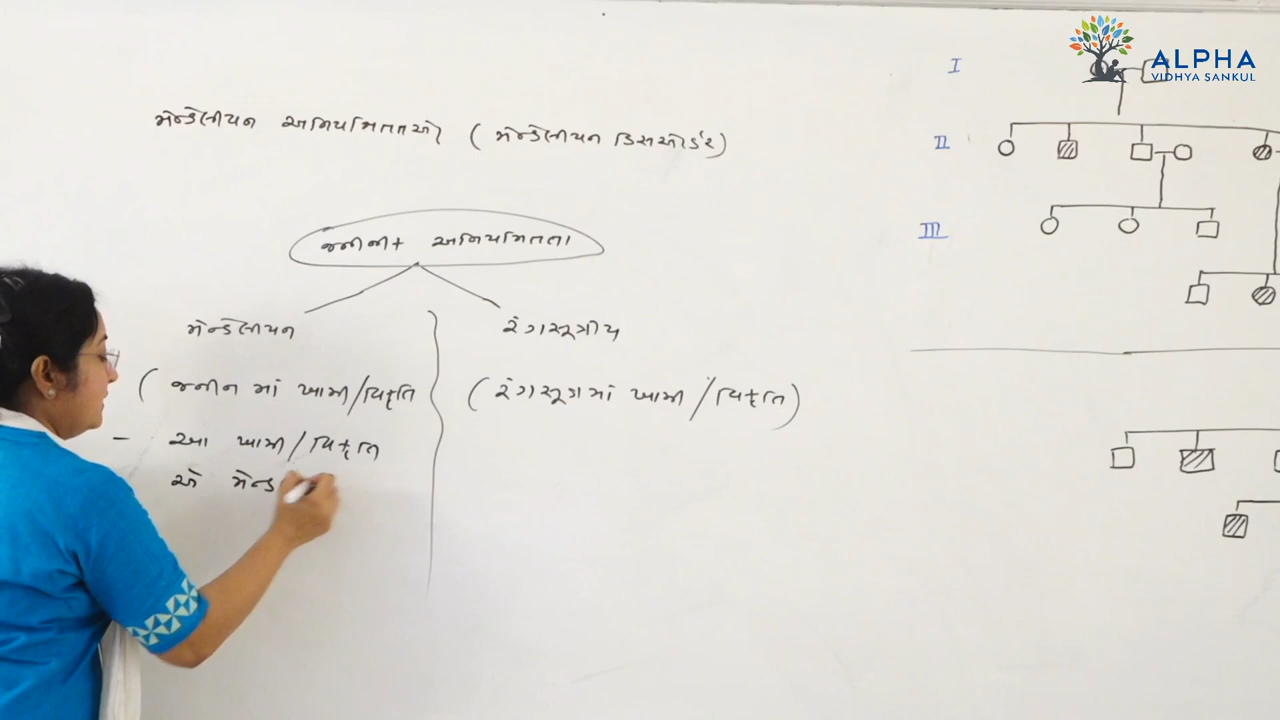 મેન્ડેલીયન અનિયમિતતાઓ (મેન્ડેલીયન ડિસઓર્ડર)
જનીનિક અનિયમિતતા
મેન્ડેલીયન
રંગસૂત્રીય
(જનીન માં ખામી/વિકૃતિ
(રંગસૂત્રમાં ખામી/વિકૃતિ)
- આ ખામી/વિકૃતિ
એ મેન્ડ
I
II
III
ALPHA
VIDHYA SANKUL